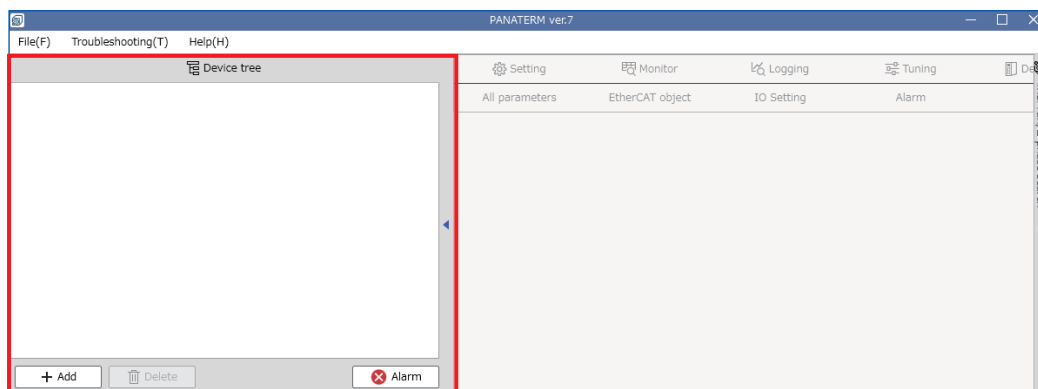 PANATERM ver.7
File(F) Troubleshooting(T) Help(H)
Device tree
Setting Monitor Logging Tuning
All parameters EtherCAT object IO Setting Alarm
+ Add Delete Alarm